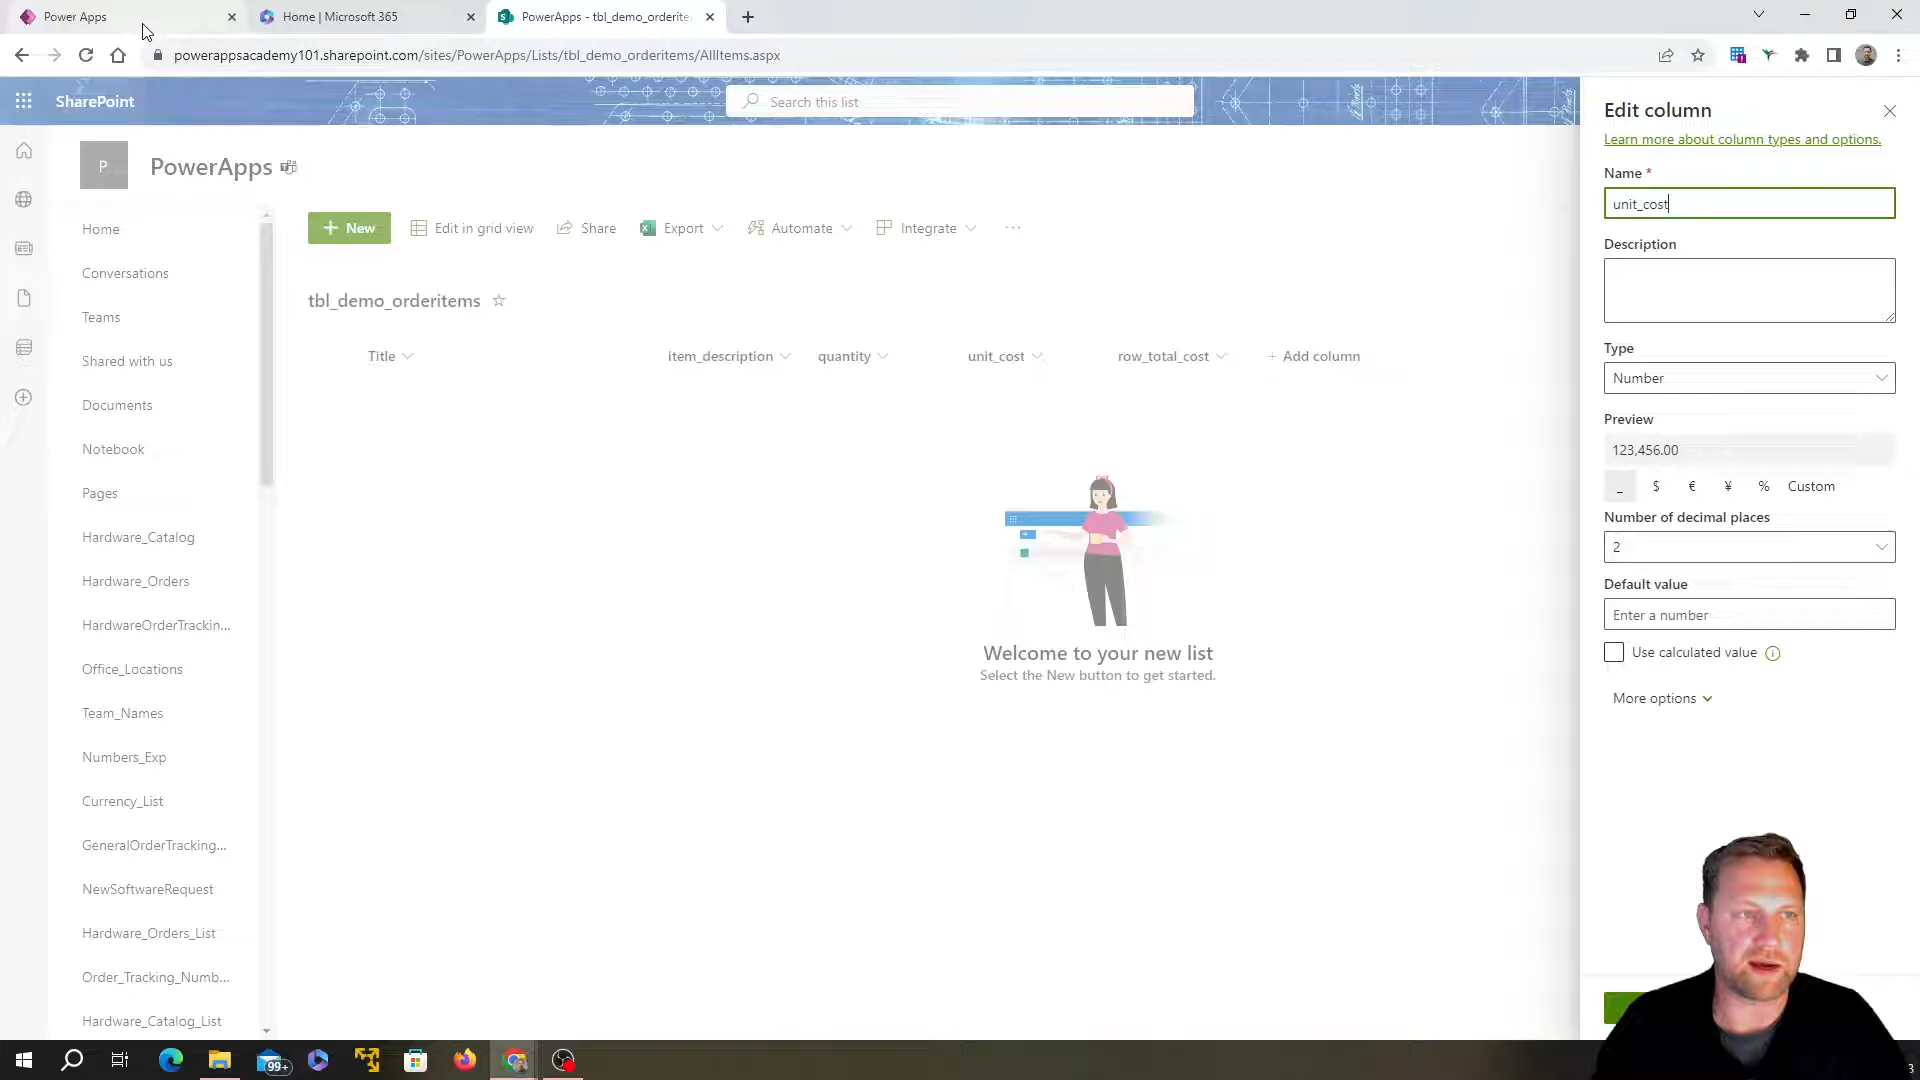 Power Apps
Home | Microsoft 365
PowerApps - tbl_demo_orderite
powerappsacademy101.sharepoint.com/sites/PowerApps/Lists/tbl_demo_orderitems/AllItems.aspx
SharePoint
Search this list
P
PowerApps
Home
Conversations
Teams
Shared with us
Documents
Notebook
Pages
Hardware_Catalog
Hardware_Orders
HardwareOrderTrackin...
Office_Locations
Team_Names
Numbers_Exp
Currency_List
GeneralOrderTracking...
NewSoftwareRequest
Hardware_Orders_List
Order_Tracking_Numb...
Hardware_Catalog_List
New Edit in grid view Share Export Automate Integrate ...
tbl_demo_orderitems
Title item_description quantity unit_cost row_total_cost + Add column
Welcome to your new list
Select the New button to get started.
Edit column
Learn more about column types and options.
Name *
unit_cost
Description
Type
Number
Preview
123,456.00
_ $ € ¥ % Custom
Number of decimal places
2
Default value
Enter a number
Use calculated value
More options
99+